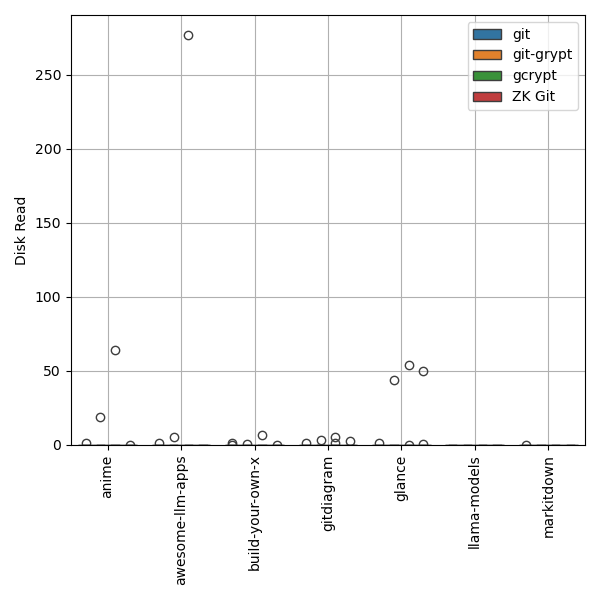 git
git-grypt
gcrypt
ZK Git
Disk Read
250
200
150
100
50
0
anime
awesome-llm-apps
build-your-own-x
gitdiagram
glance
llama-models
markitdown